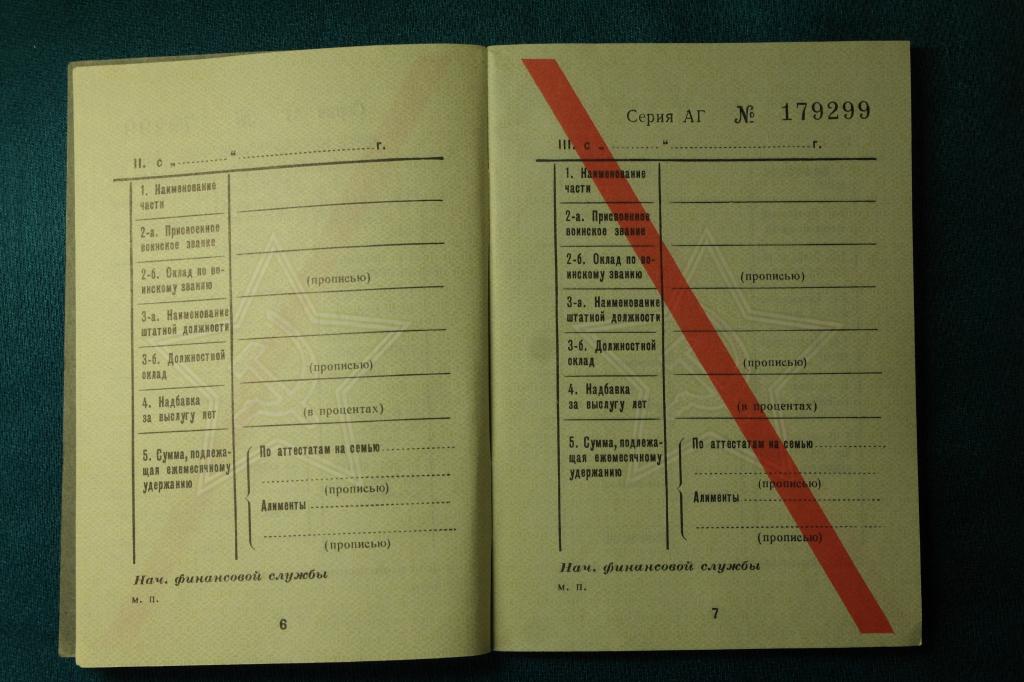 II. с „ “ г.
1. Наименование
части
2-а. Присвоенное
воинское звание
2-б. Оклад по во-
инскому званию
(прописью)
3-а. Наименование
штатной должности
3-б. Должностной
оклад
(прописью)
4. Надбавка
за выслугу лет
(в процентах)
5. Сумма, подлежа-
щая ежемесячному
удержанию
По аттестатам на семью
(прописью)
Алименты
(прописью)
Нач. финансовой службы
м. п.
6
Серия АГ № 179299
III. с „ “ г.
1. Наименование
части
2-а. Присвоенное
воинское звание
2-б. Оклад по во-
инскому званию
(прописью)
3-а. Наименование
штатной должности
3-б. Должностной
оклад
(прописью)
4. Надбавка
за выслугу лет
(в процентах)
5. Сумма, подлежа-
щая ежемесячному
удержанию
По аттестатам на семью
(прописью)
Алименты
(прописью)
Нач. финансовой службы
м. п.
7